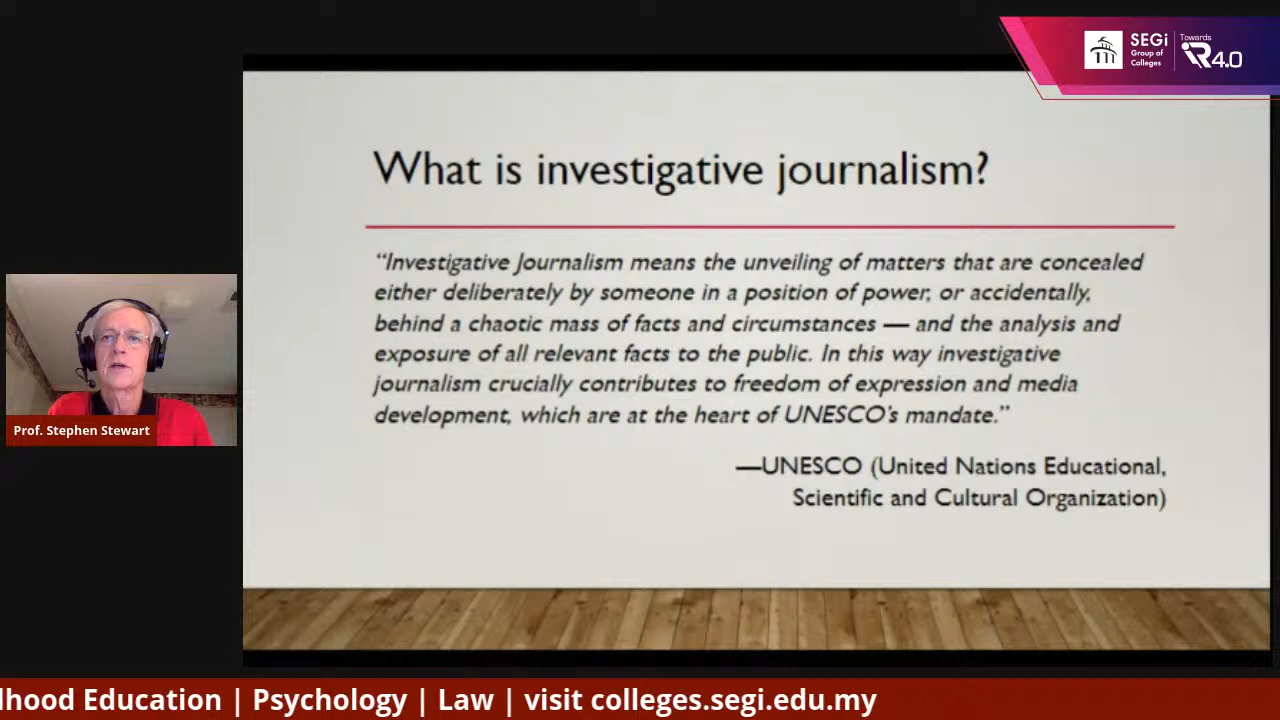 SEGi
Group of
Colleges
Towards
iR4.0
What is investigative journalism?
“Investigative Journalism means the unveiling of matters that are concealed
either deliberately by someone in a position of power, or accidentally,
behind a chaotic mass of facts and circumstances — and the analysis and
exposure of all relevant facts to the public. In this way investigative
journalism crucially contributes to freedom of expression and media
development, which are at the heart of UNESCO’s mandate.”
—UNESCO (United Nations Educational,
Scientific and Cultural Organization)
Prof. Stephen Stewart
lhood Education | Psychology | Law | visit colleges.segi.edu.my